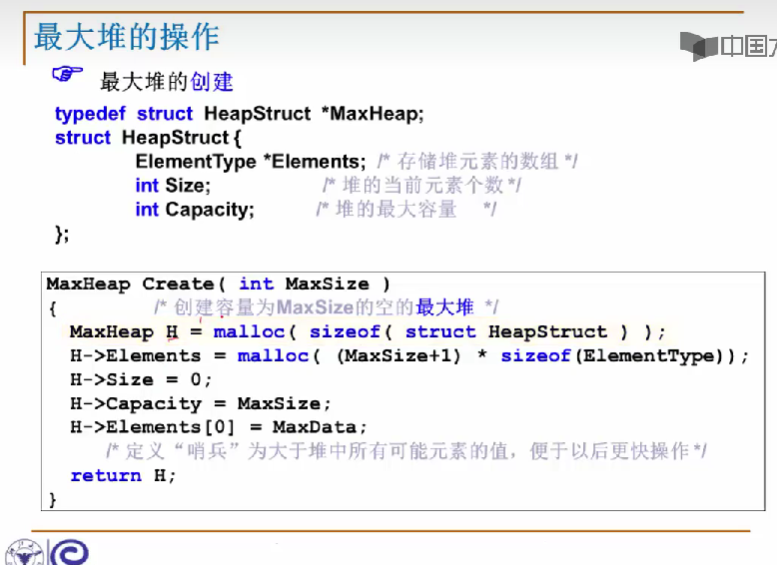 最大堆的操作
中国大
最大堆的创建
typedef struct HeapStruct *MaxHeap;
struct HeapStruct {
ElementType *Elements; /* 存储堆元素的数组 */
int Size; /* 堆的当前元素个数 */
int Capacity; /* 堆的最大容量 */
};
MaxHeap Create( int MaxSize )
{ /* 创建容量为MaxSize的空的最大堆 */
MaxHeap H = malloc( sizeof( struct HeapStruct ) );
H->Elements = malloc( (MaxSize+1) * sizeof(ElementType));
H->Size = 0;
H->Capacity = MaxSize;
H->Elements[0] = MaxData;
/* 定义“哨兵”为大于堆中所有可能元素的值，便于以后更快操作 */
return H;
}